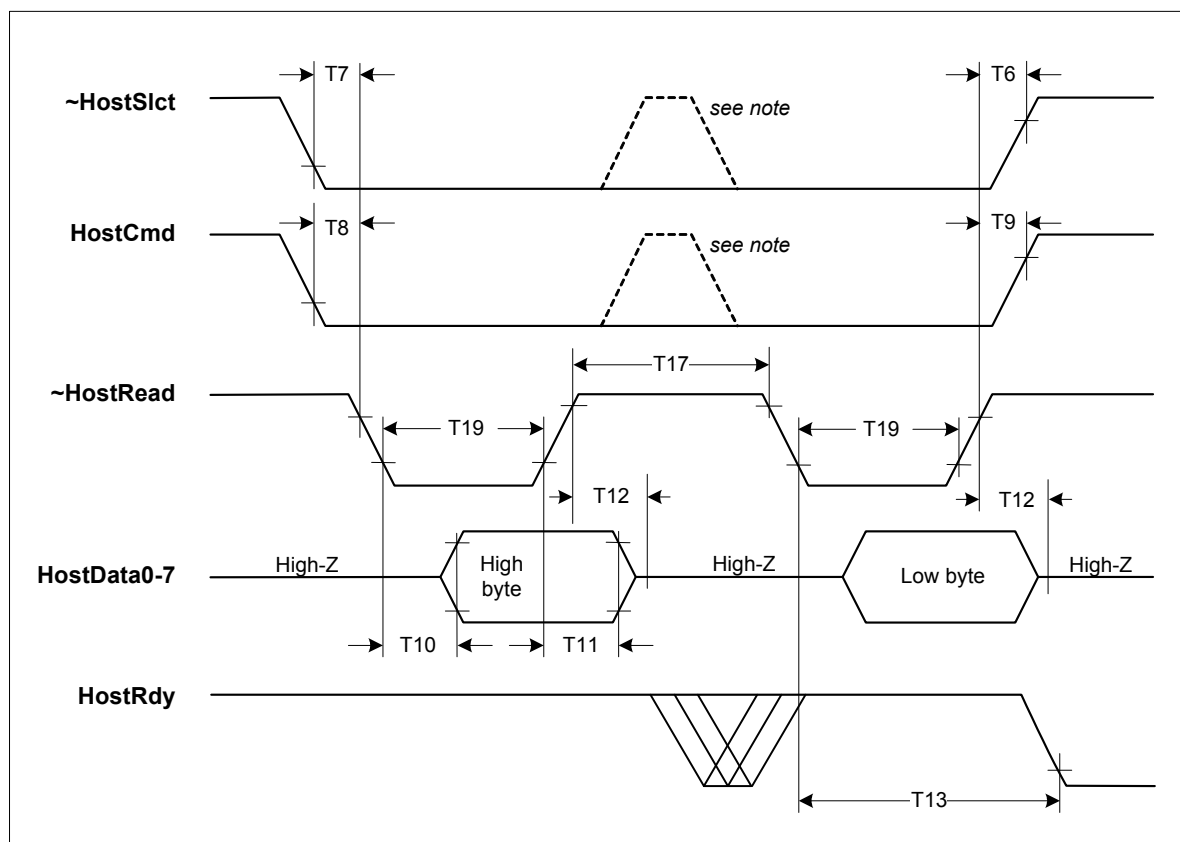 T7
T6
~HostSlct
see note
T8
T9
HostCmd
see note
T17
~HostRead
T19
T19
T12
T12
High-Z
High
byte
High-Z
Low byte
High-Z
HostData0-7
T10
T11
HostRdy
T13